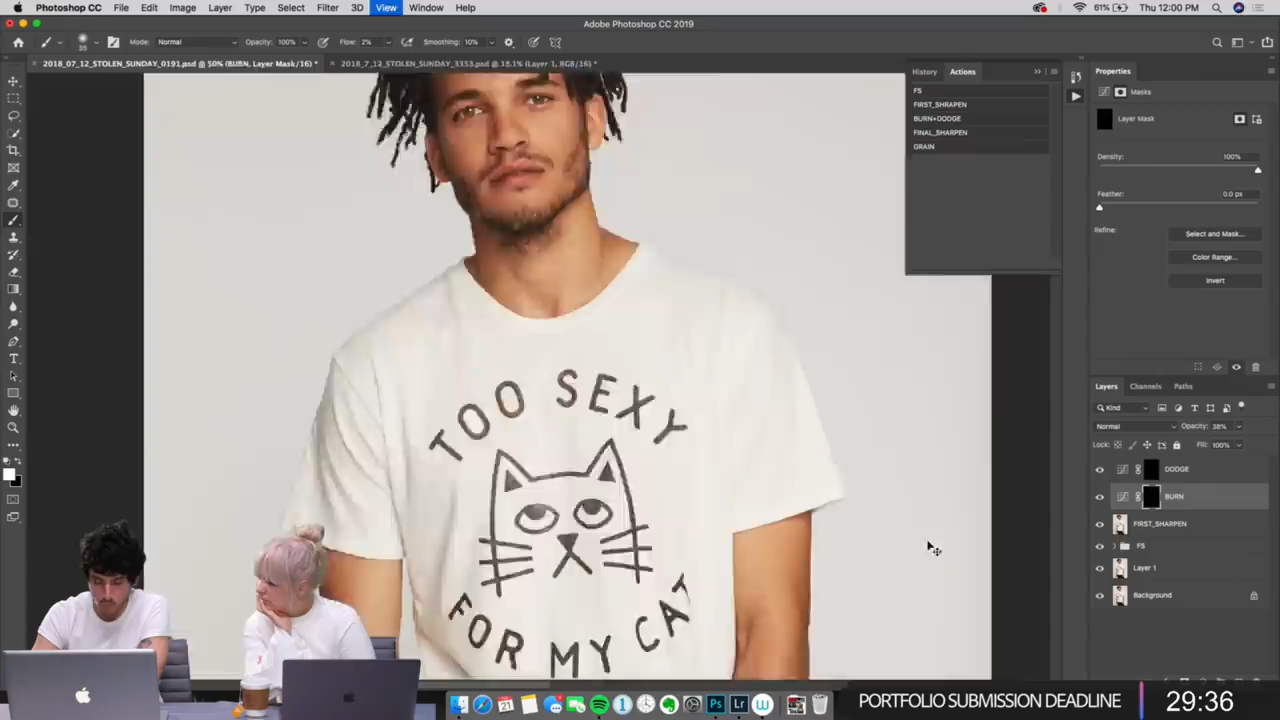 Photoshop CC File Edit Image Layer Type Select Filter 3D View Window Help
61% Thu 12:00 PM
Adobe Photoshop CC 2019
Mode: Normal Opacity: 100% Flow: 2% Smoothing: 10%
2018_07_12_STOLEN_SUNDAY_0191.psd @ 50% (BURN, Layer Mask/16) *
2018_7_12_STOLEN_SUNDAY_3353.psd @ 18.1% (Layer 1, RGB/16) *
History Actions
FS
FIRST_SHRAPEN
BURN+DODGE
FINAL_SHARPEN
GRAIN
Properties
Masks
Layer Mask
Density: 100%
Feather: 0.0 px
Refine: Select and Mask...
Color Range...
Invert
Layers Channels Paths
Kind
Normal Opacity: 38%
Lock: Fill: 100%
DODGE
BURN
FIRST_SHARPEN
FS
Layer 1
Background
TOO SEXY
FOR MY CAT
21
Ps Lr
PORTFOLIO SUBMISSION DEADLINE 29:36